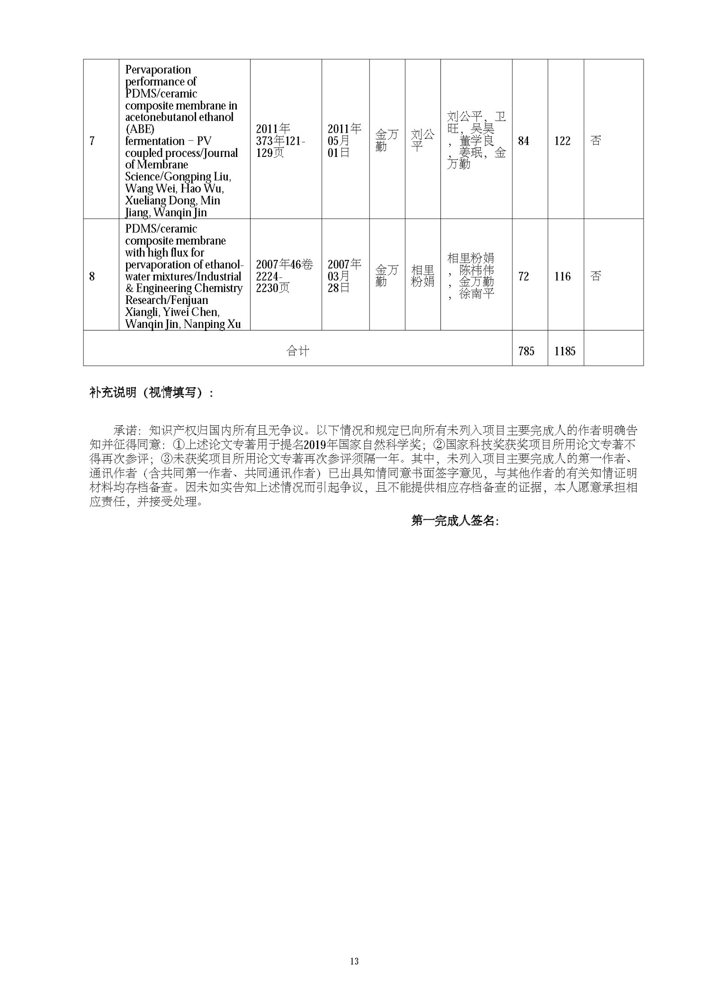 7
Pervaporation
performance of
PDMS/ceramic
composite membrane in
acetonebutanol ethanol
(ABE)
fermentation – PV
coupled process/Journal
of Membrane
Science/Gongping Liu,
Wang Wei, Hao Wu,
Xueliang Dong, Min
Jiang, Wanqin Jin
2011年
373年121-
129页
2011年
05月
01日
金万
勤
刘公
平
刘公平，卫
旺，吴昊
，董学良
，姜珉，金
万勤
84
122
否
8
PDMS/ceramic
composite membrane
with high flux for
pervaporation of ethanol-
water mixtures/Industrial
& Engineering Chemistry
Research/Fenjuan
Xiangli, Yiwei Chen,
Wanqin Jin, Nanping Xu
2007年46卷
2224-
2230页
2007年
03月
28日
金万
勤
相里
粉娟
相里粉娟
，陈祎伟
，金万勤
，徐南平
72
116
否
合计
785
1185
补充说明（视情填写）:
承诺：知识产权归国内所有且无争议。以下情况和规定已向所有未列入项目主要完成人的作者明确告
知并征得同意：①上述论文专著用于提名2019年国家自然科学奖；②国家科技奖获奖项目所用论文专著不
得再次参评；③未获奖项目所用论文专著再次参评须隔一年。其中，未列入项目主要完成人的第一作者、
通讯作者（含共同第一作者、共同通讯作者）已出具知情同意书面签字意见，与其他作者的有关知情证明
材料均存档备查。因未如实告知上述情况而引起争议，且不能提供相应存档备查的证据，本人愿意承担相
应责任，并接受处理。
第一完成人签名:
13